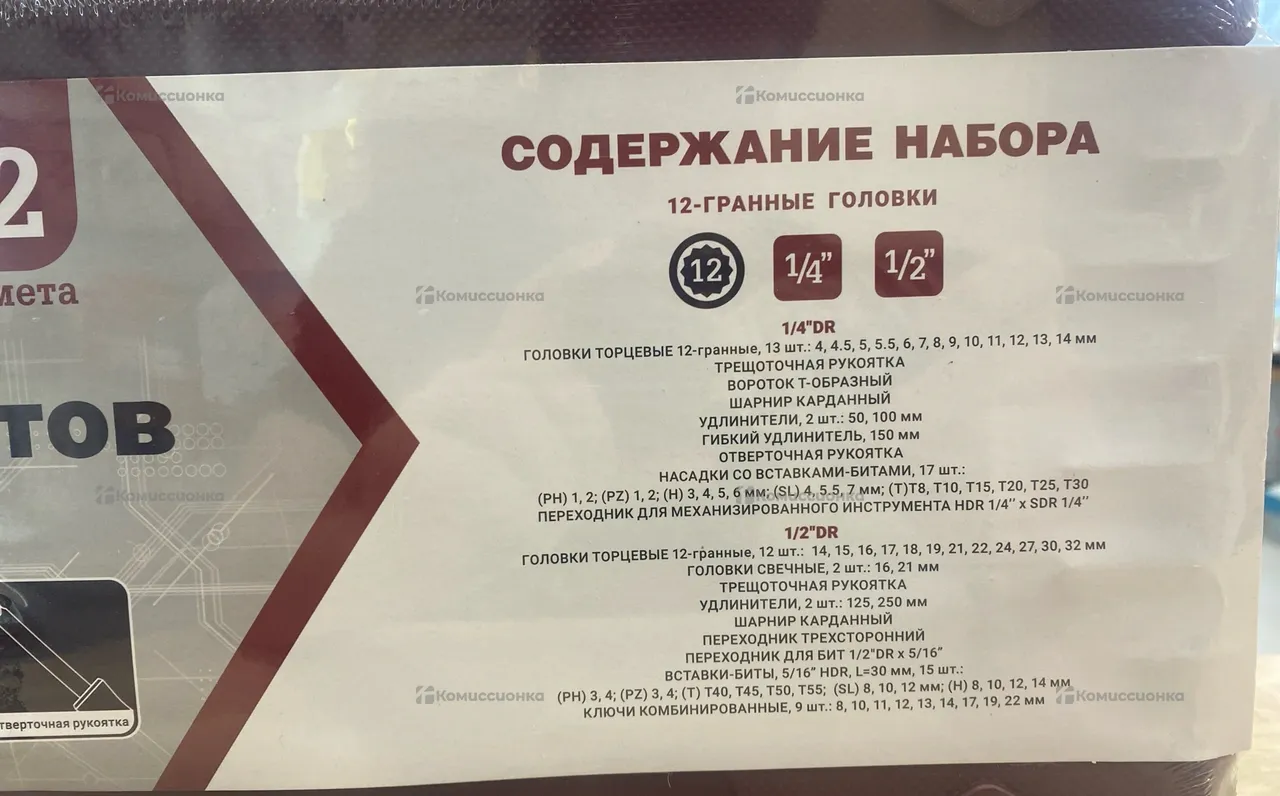 Комиссионка
Комиссионка
2
мета
тов
тверточная рукоятка
СОДЕРЖАНИЕ НАБОРА
12-ГРАННЫЕ ГОЛОВКИ
12
1/4”
1/2”
Комиссионка
Комиссионка
1/4"DR
ГОЛОВКИ ТОРЦЕВЫЕ 12-гранные, 13 шт.: 4, 4.5, 5, 5.5, 6, 7, 8, 9, 10, 11, 12, 13, 14 мм
ТРЕЩОТОЧНАЯ РУКОЯТКА
ВОРОТОК Т-ОБРАЗНЫЙ
ШАРНИР КАРДАННЫЙ
УДЛИНИТЕЛИ, 2 шт.: 50, 100 мм
ГИБКИЙ УДЛИНИТЕЛЬ, 150 мм
ОТВЕРТОЧНАЯ РУКОЯТКА
НАСАДКИ СО ВСТАВКАМИ-БИТАМИ, 17 шт.:
(PH) 1, 2; (PZ) 1, 2; (H) 3, 4, 5, 6 мм; (SL) 4, 5.5, 7 мм; (T)T8, T10, T15, T20, T25, T30
Комиссионка
Комиссионка
ПЕРЕХОДНИК ДЛЯ МЕХАНИЗИРОВАННОГО ИНСТРУМЕНТА HDR 1/4’’ x SDR 1/4’’
1/2"DR
ГОЛОВКИ ТОРЦЕВЫЕ 12-гранные, 12 шт.: 14, 15, 16, 17, 18, 19, 21, 22, 24, 27, 30, 32 мм
ГОЛОВКИ СВЕЧНЫЕ, 2 шт.: 16, 21 мм
ТРЕЩОТОЧНАЯ РУКОЯТКА
УДЛИНИТЕЛИ, 2 шт.: 125, 250 мм
ШАРНИР КАРДАННЫЙ
ПЕРЕХОДНИК ТРЕХСТОРОННИЙ
ПЕРЕХОДНИК ДЛЯ БИТ 1/2"DR x 5/16”
ВСТАВКИ-БИТЫ, 5/16” HDR, L=30 мм, 15 шт.:
(PH) 3, 4; (PZ) 3, 4; (T) T40, T45, T50, T55; (SL) 8, 10, 12 мм; (H) 8, 10, 12, 14 мм
Комиссионка
Комиссионка
КЛЮЧИ КОМБИНИРОВАННЫЕ, 9 шт.: 8, 10, 11, 12, 13, 14, 17, 19, 22 мм